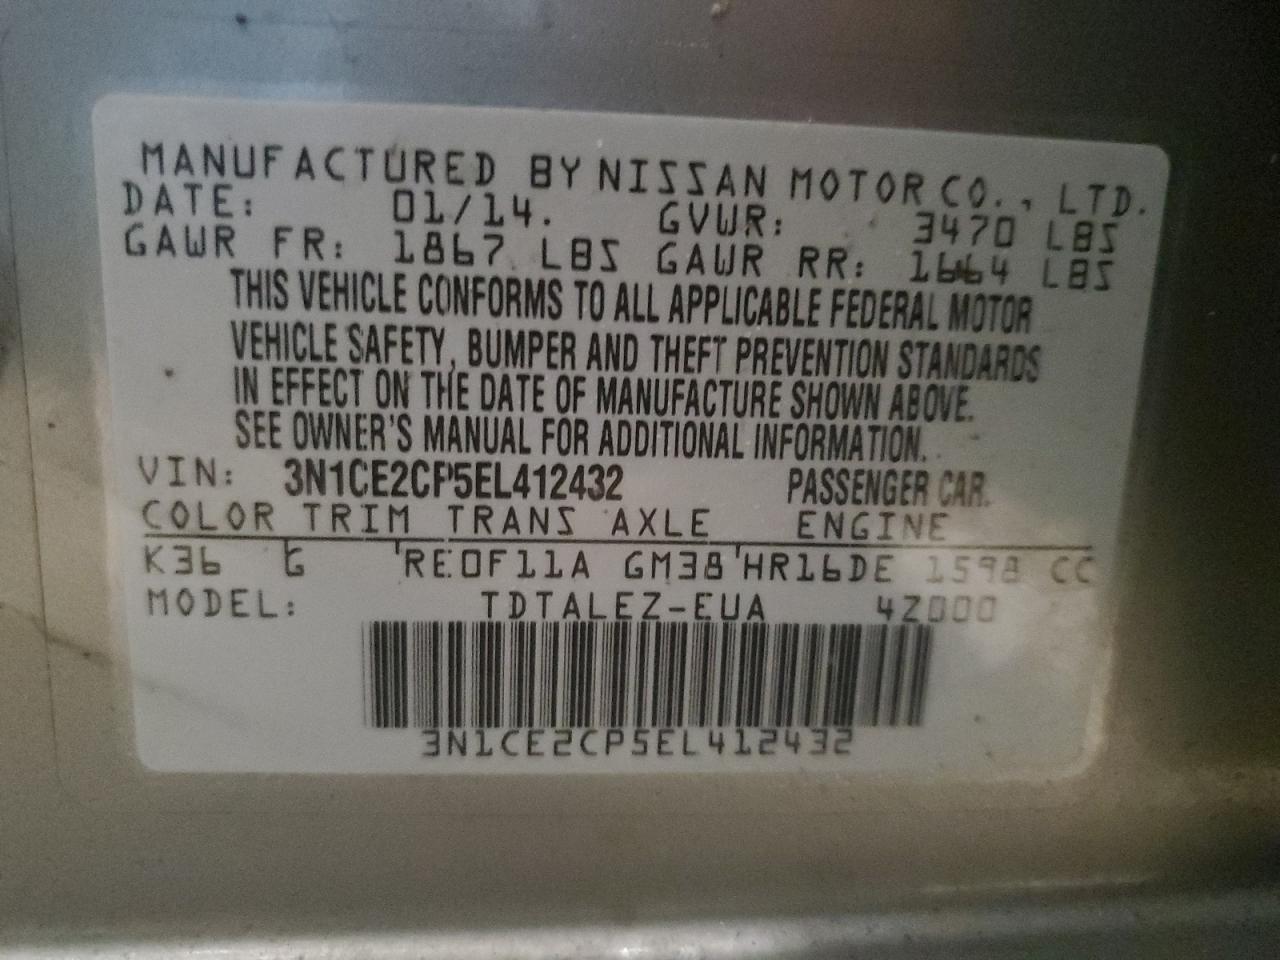 MANUFACTURED BY NISSAN MOTOR CO., LTD.
DATE: 01/14. GVWR: 3470 LBS
GAWR FR: 1867 LBS GAWR RR: 1664 LBS
THIS VEHICLE CONFORMS TO ALL APPLICABLE FEDERAL MOTOR
VEHICLE SAFETY, BUMPER AND THEFT PREVENTION STANDARDS
IN EFFECT ON THE DATE OF MANUFACTURE SHOWN ABOVE.
SEE OWNER'S MANUAL FOR ADDITIONAL INFORMATION.
VIN: 3N1CE2CP5EL412432 PASSENGER CAR.
COLOR TRIM TRANS AXLE ENGINE
K36 G RE0F11A GM38 HR16DE 1598 CC
MODEL: TDTALEZ-EUA 4Z000
3N1CE2CP5EL412432